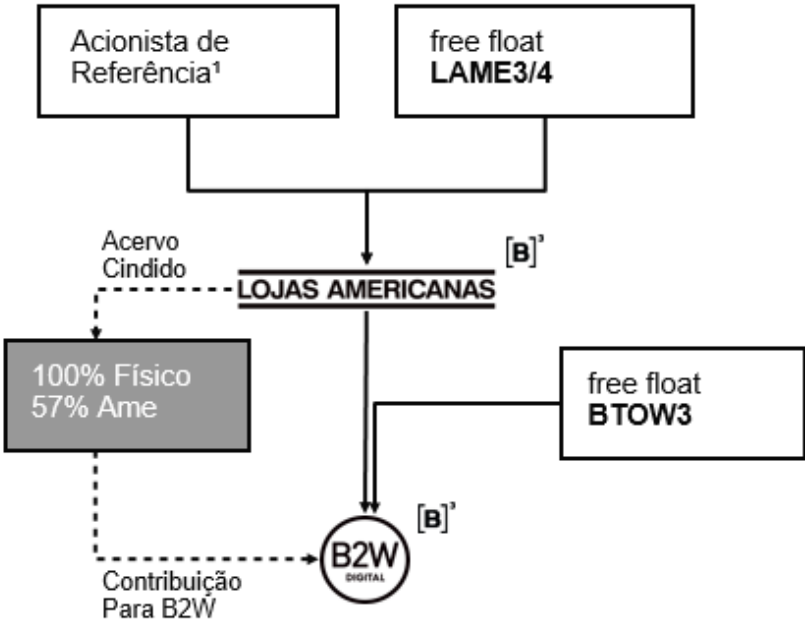 Acionista de
Referência¹
free float
LAME3/4
Acervo
Cindido
[B]³
LOJAS AMERICANAS
100% Físico
57% Ame
free float
BTOW3
[B]³
B2W
DIGITAL
Contribuição
Para B2W